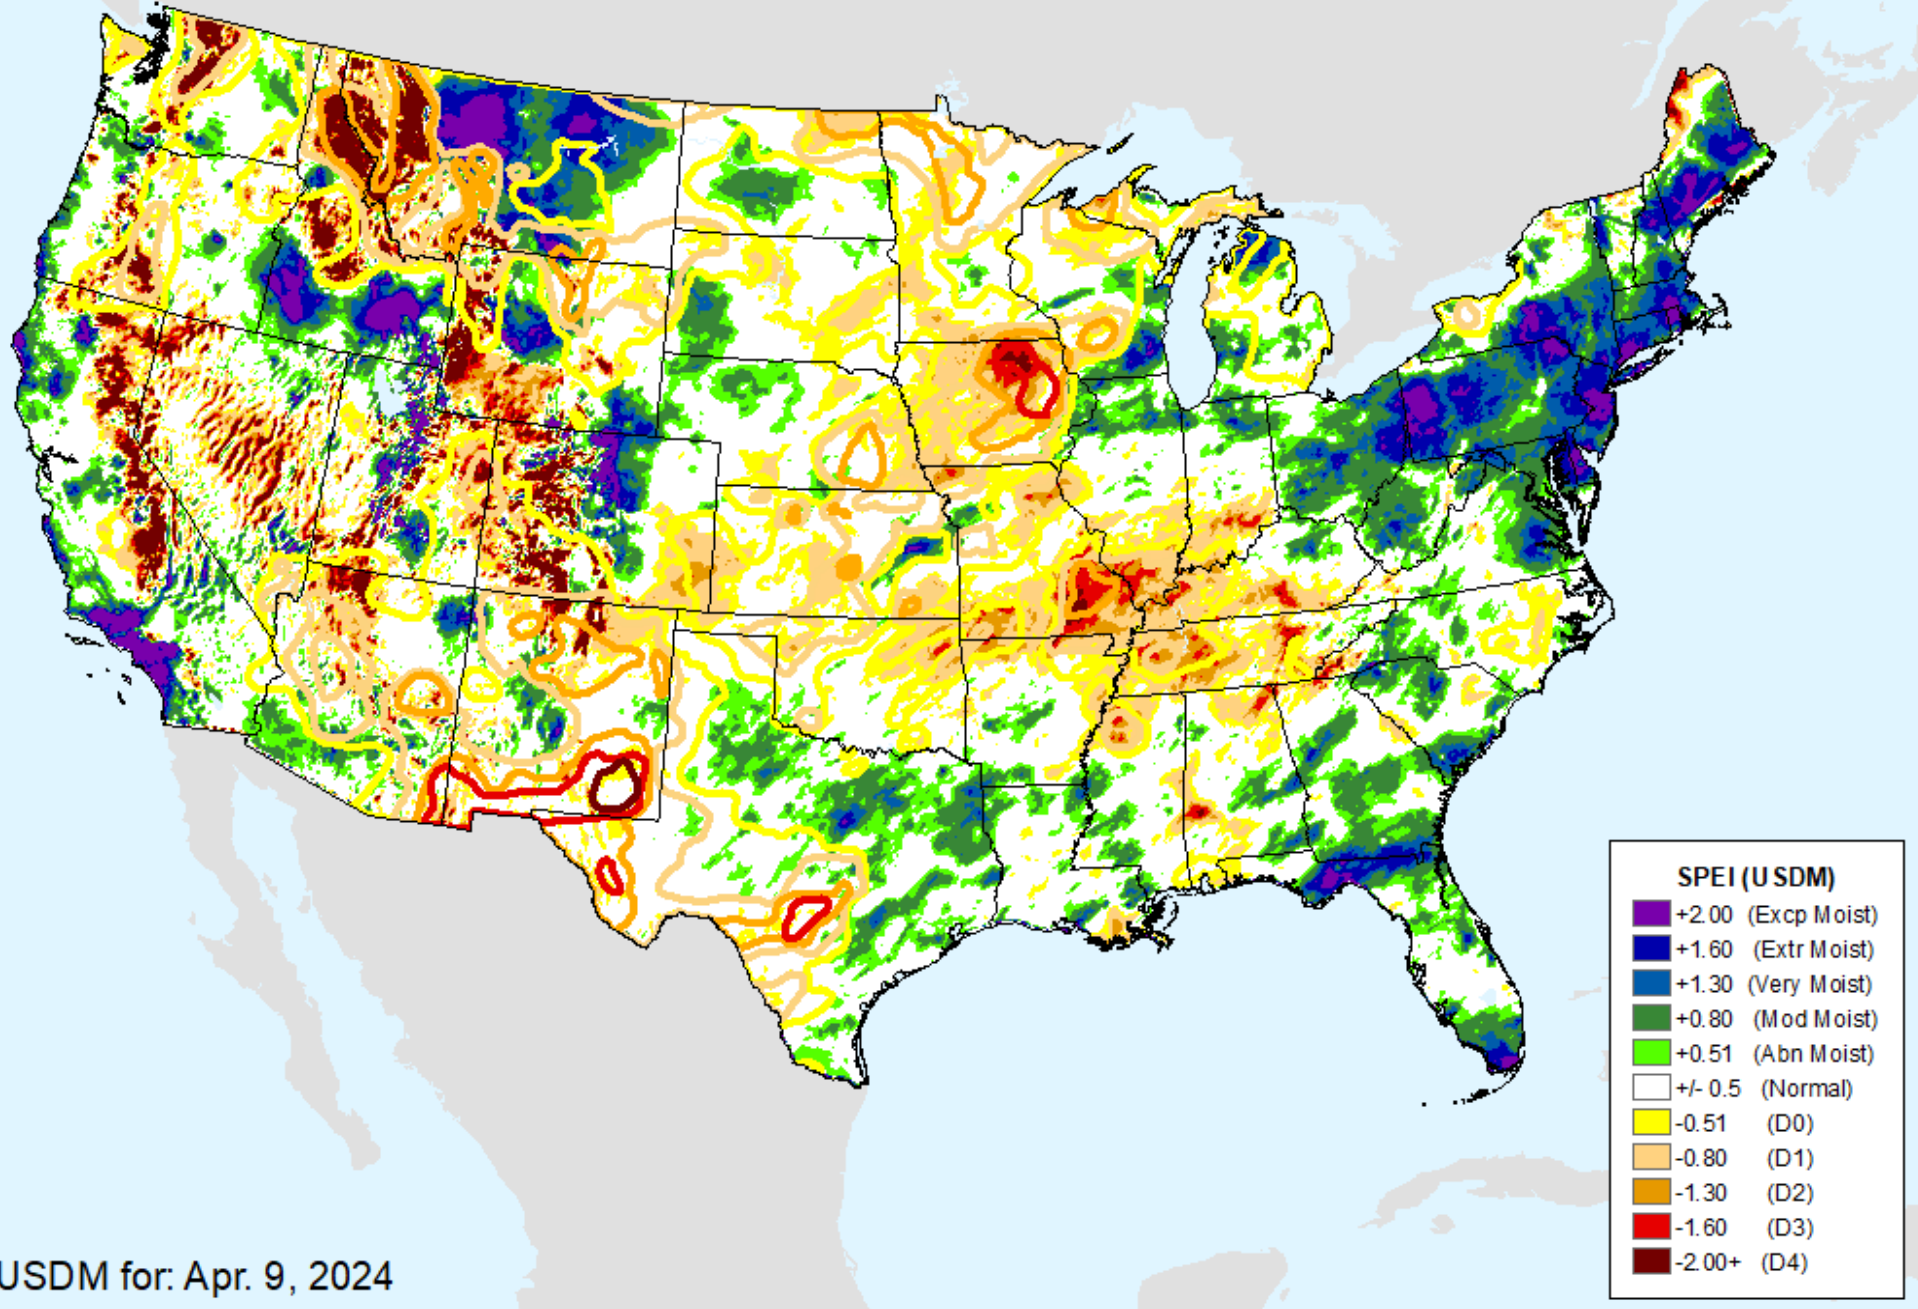 SPEI (USDM)
+2.00 (Excp Moist)
+1.60 (Extr Moist)
+1.30 (Very Moist)
+0.80 (Mod Moist)
+0.51 (Abn Moist)
+/- 0.5 (Normal)
-0.51 (D0)
-0.80 (D1)
-1.30 (D2)
-1.60 (D3)
-2.00+ (D4)
USDM for: Apr. 9, 2024